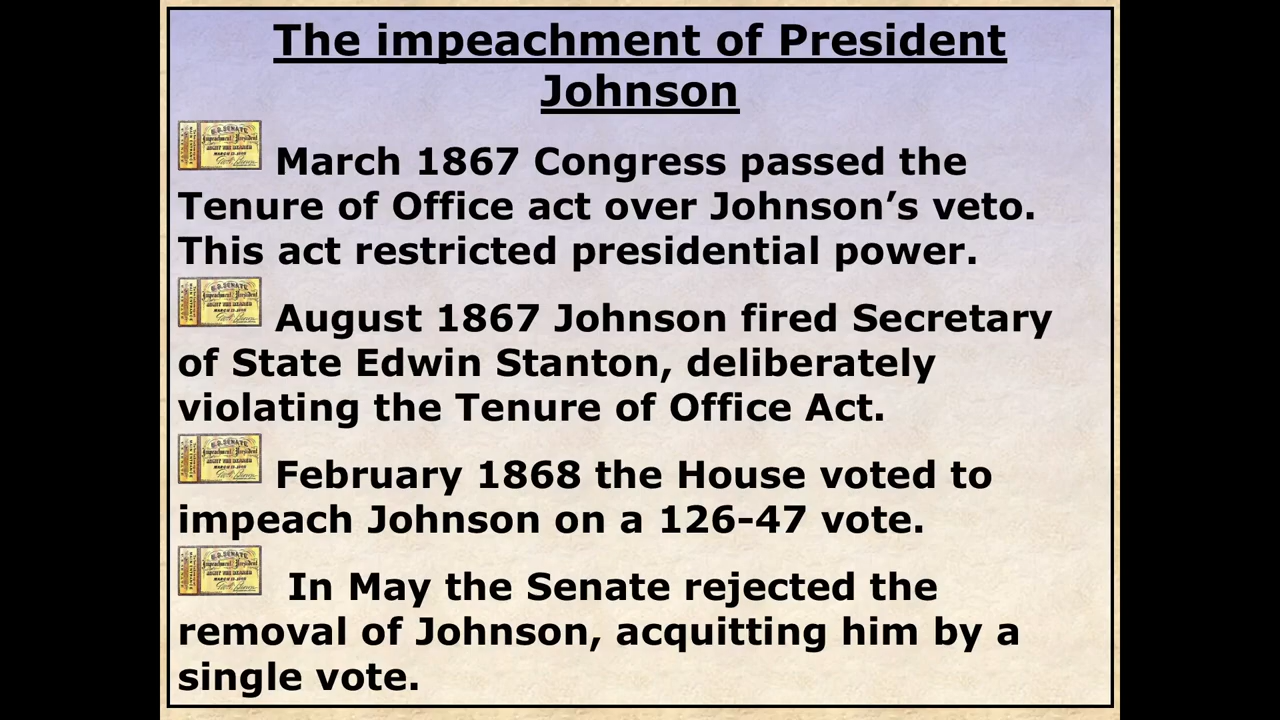 The impeachment of President
Johnson
March 1867 Congress passed the
Tenure of Office act over Johnson’s veto.
This act restricted presidential power.
August 1867 Johnson fired Secretary
of State Edwin Stanton, deliberately
violating the Tenure of Office Act.
February 1868 the House voted to
impeach Johnson on a 126-47 vote.
In May the Senate rejected the
removal of Johnson, acquitting him by a
single vote.